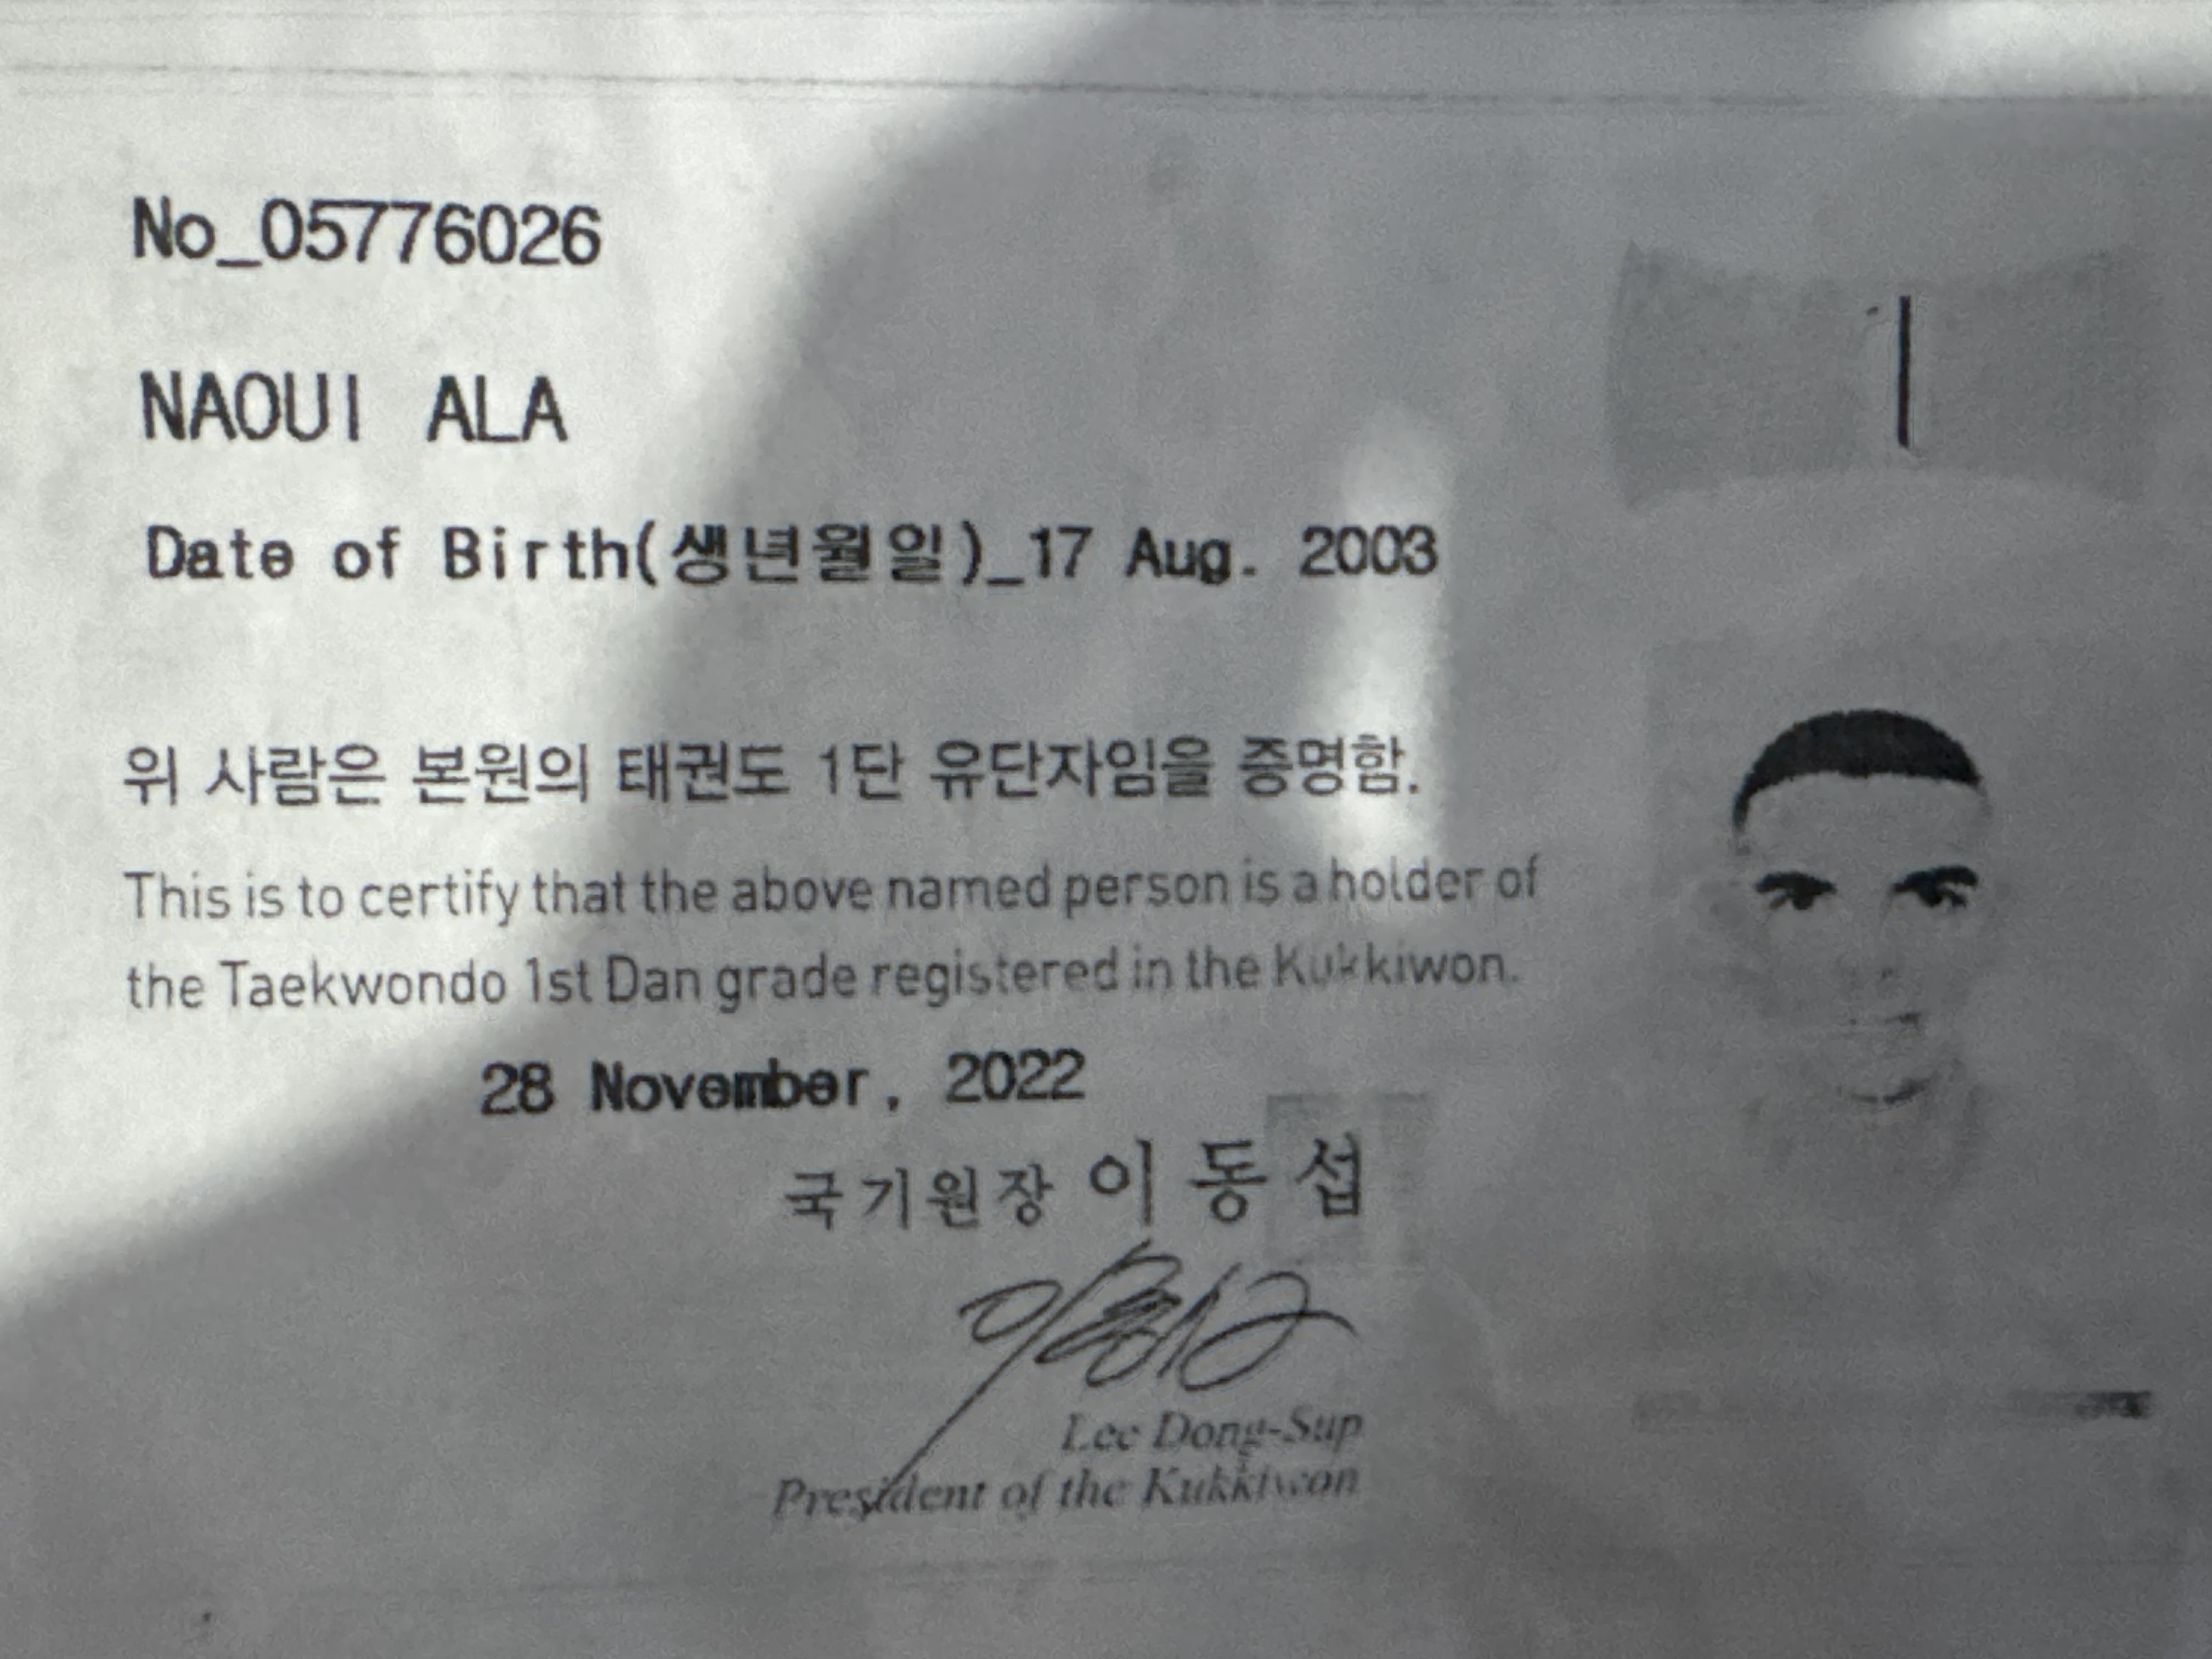 No_05776026
NAOUI ALA
Date of Birth(생년월일)_17 Aug. 2003
위 사람은 본원의 태권도 1단 유단자임을 증명함.
This is to certify that the above named person is a holder of
the Taekwondo 1st Dan grade registered in the Kukkiwon.
28 November, 2022
국기원장 이동섭
Lee Dong-Sup
President of the Kukkiwon